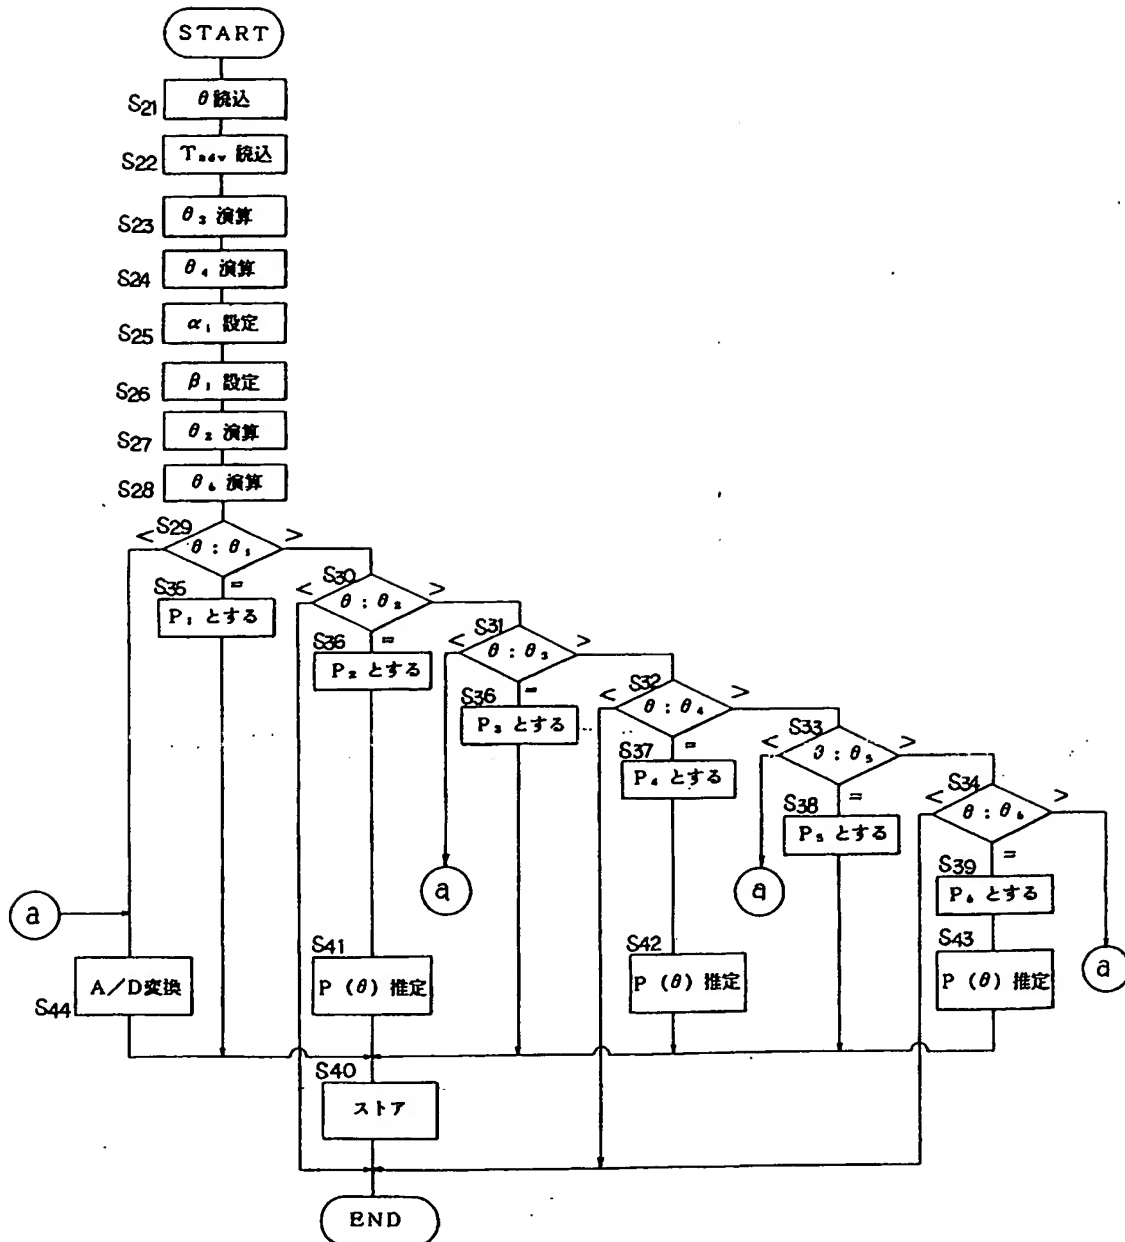 START
S21
θ 読込
S22
Tadv 読込
S23
θ3 演算
S24
θ4 演算
S25
α1 設定
S26
β1 設定
S27
θ2 演算
S28
θ6 演算
S29
<
θ : θ1
>
=
S35
P1 とする
S30
<
θ : θ2
>
=
S36
P2 とする
S31
<
θ : θ3
>
=
S36
P3 とする
S32
<
θ : θ4
>
=
S37
P4 とする
S33
<
θ : θ5
>
=
S38
P5 とする
S34
<
θ : θ6
>
=
S39
P6 とする
a
a
a
a
S44
A/D変換
S41
P (θ) 推定
S42
P (θ) 推定
S43
P (θ) 推定
S40
ストア
END